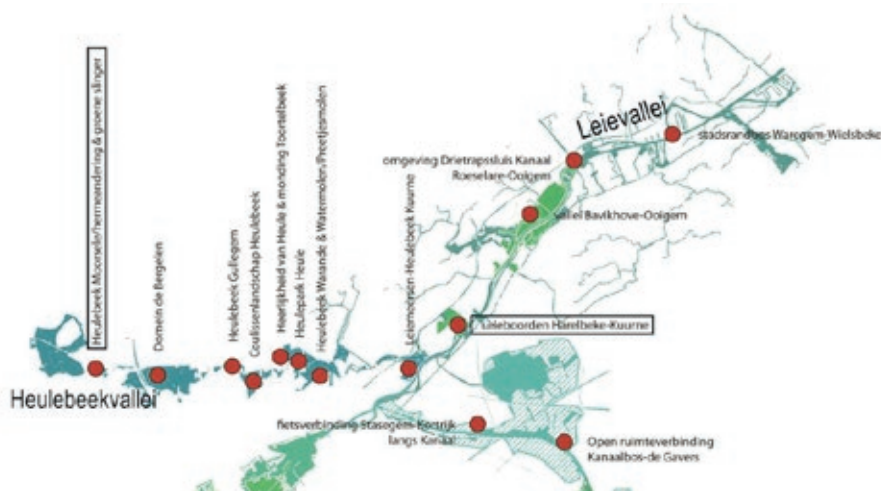 Heulebeek Moorsele/hermeandering & groene slinger
Domein de Bergelen
Heulebeek Gullegem
Coulissenlandschap Heulebeek
Heerlijkheid van Heule & monding Toortelbeek
Heulepark Heule
Heulebeek Warande & Watermolen/Preetjesmolen
Leiemeersen-Heulebeek Kuurne
Heulebeekvallei
Leievallei
stadsrandbos Waregem-Wielsbeke
omgeving Drietrapssluis Kanaal
Roeselare-Ooigem
vallei Bavikhove-Ooigem
Leieboorden Harelbeke-Kuurne
fietsverbinding Stasegem-Kortrijk
langs Kanaal
Open ruimteverbinding
Kanaalbos-de Gavers